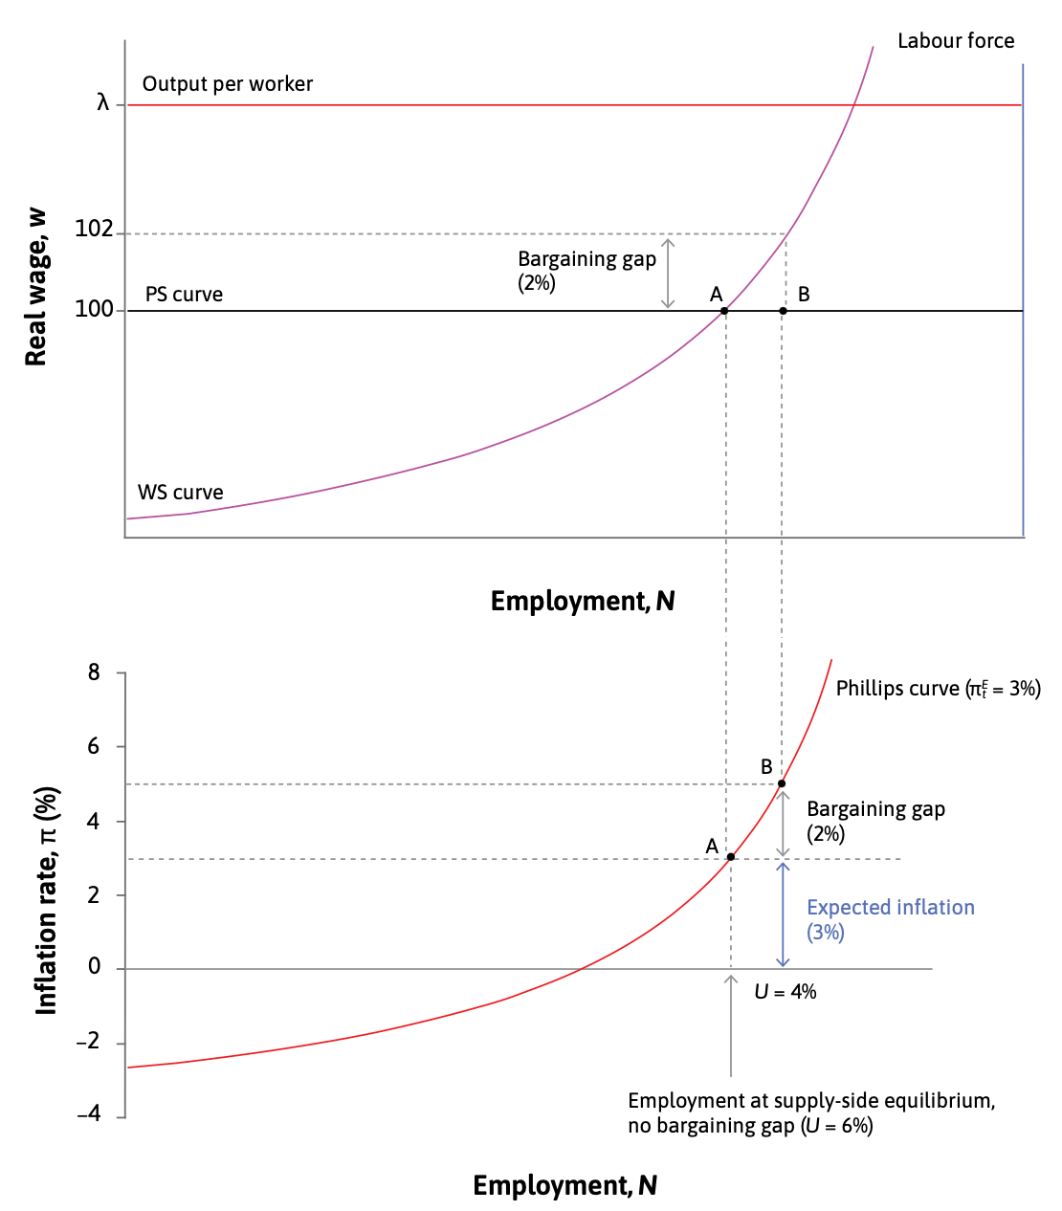 Labour force
Output per worker
λ
Real wage, w
102
Bargaining gap
(2%)
PS curve
A
B
100
WS curve
Employment, N
8
Phillips curve (πᴱₜ = 3%)
6
B
Inflation rate, π (%)
4
Bargaining gap
(2%)
A
2
Expected inflation
(3%)
0
U = 4%
–2
–4
Employment at supply-side equilibrium,
no bargaining gap (U = 6%)
Employment, N